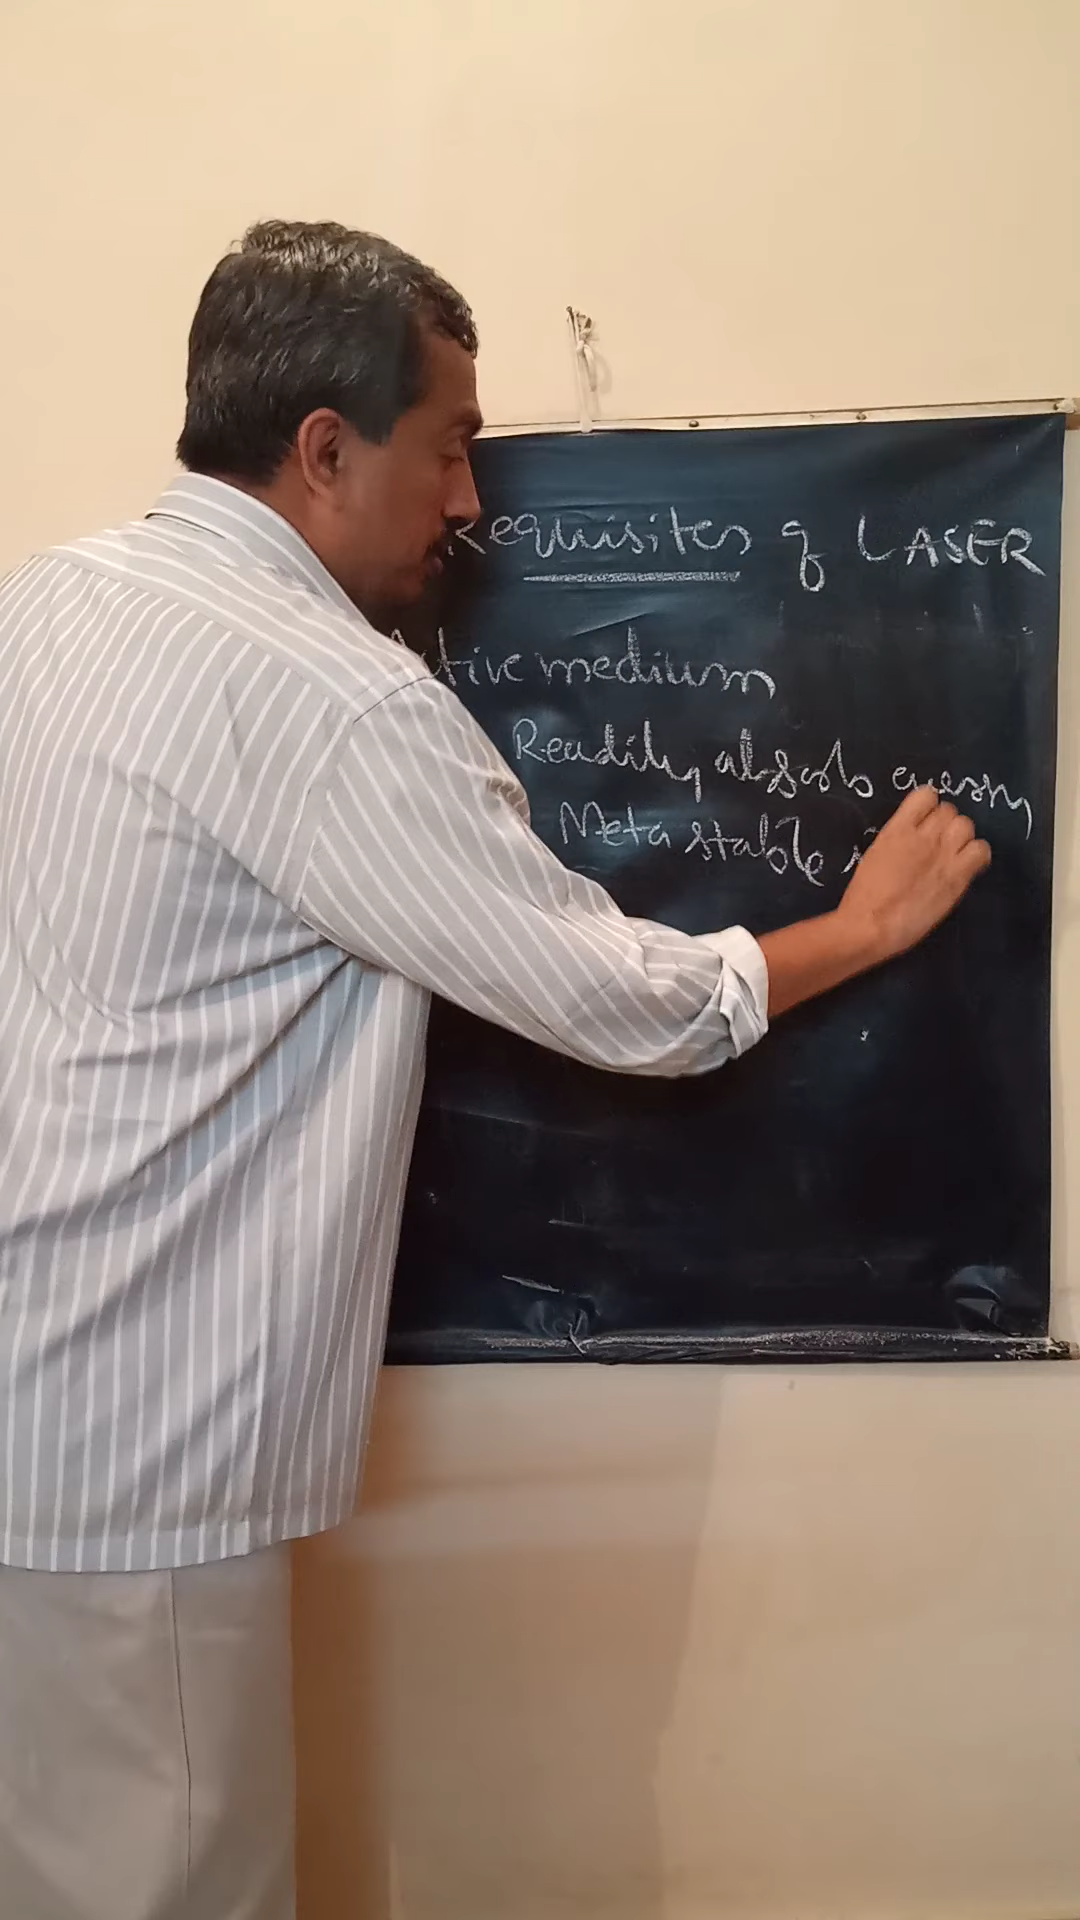 Requisites of LASER
Active medium
Readily absorb energy
Meta stable